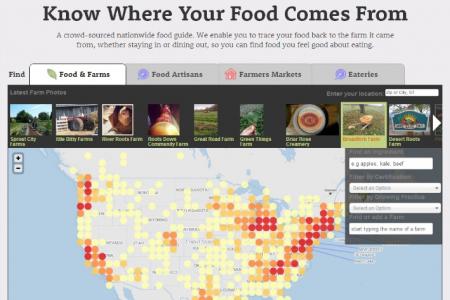 Know Where Your Food Comes From
A crowd-sourced nationwide food guide. We enable you to trace your food back to the farm it came
from, whether staying in or dining out, so you can find food you feel good about eating.
Find Food & Farms Food Artisans Farmers Markets Eateries
Latest Farm Photos Enter your location: Zip or City, ST
Sprout City Farms
Itty Bitty Farms
River Roots Farm
Roots Down Community Farm
Great Road Farm
Green Things Farm
Briar Rose Creamery
Broadfork Farm
Desert Roots Farm
+
-
e.g apples, kale, beef
Filter By Certification
Select an Option
Filter By Growing Practice
Select an Option
Find or add a Farm
start typing the name of a farm